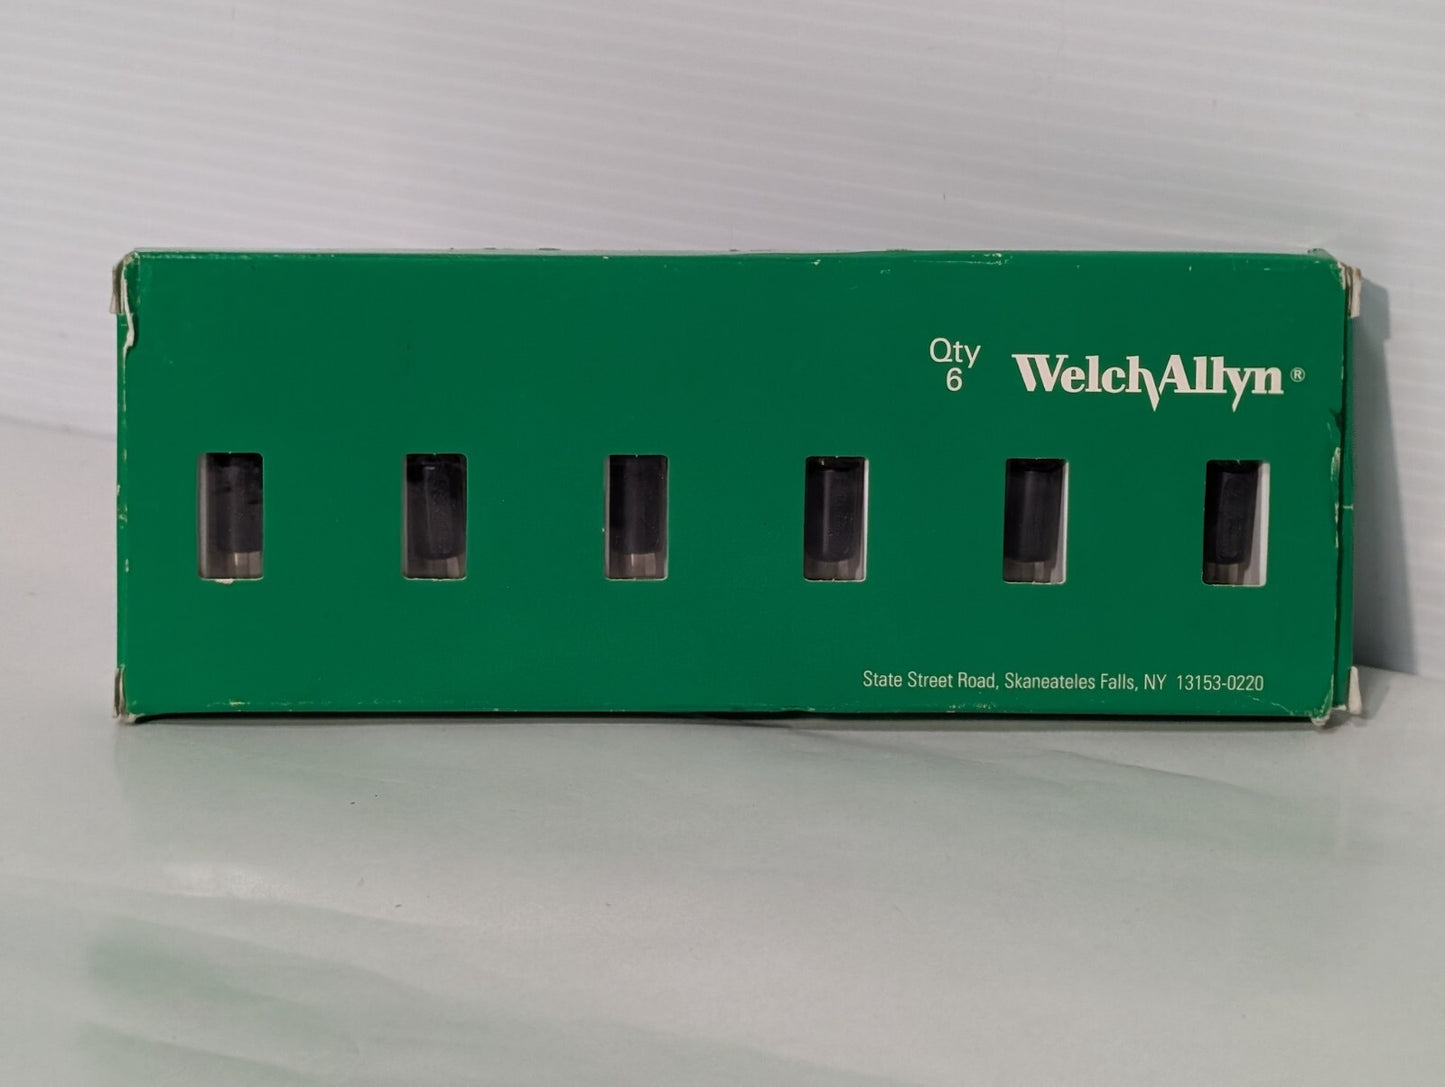 Qty
6
WelchAllyn®
State Street Road, Skaneateles Falls, NY 13153-0220